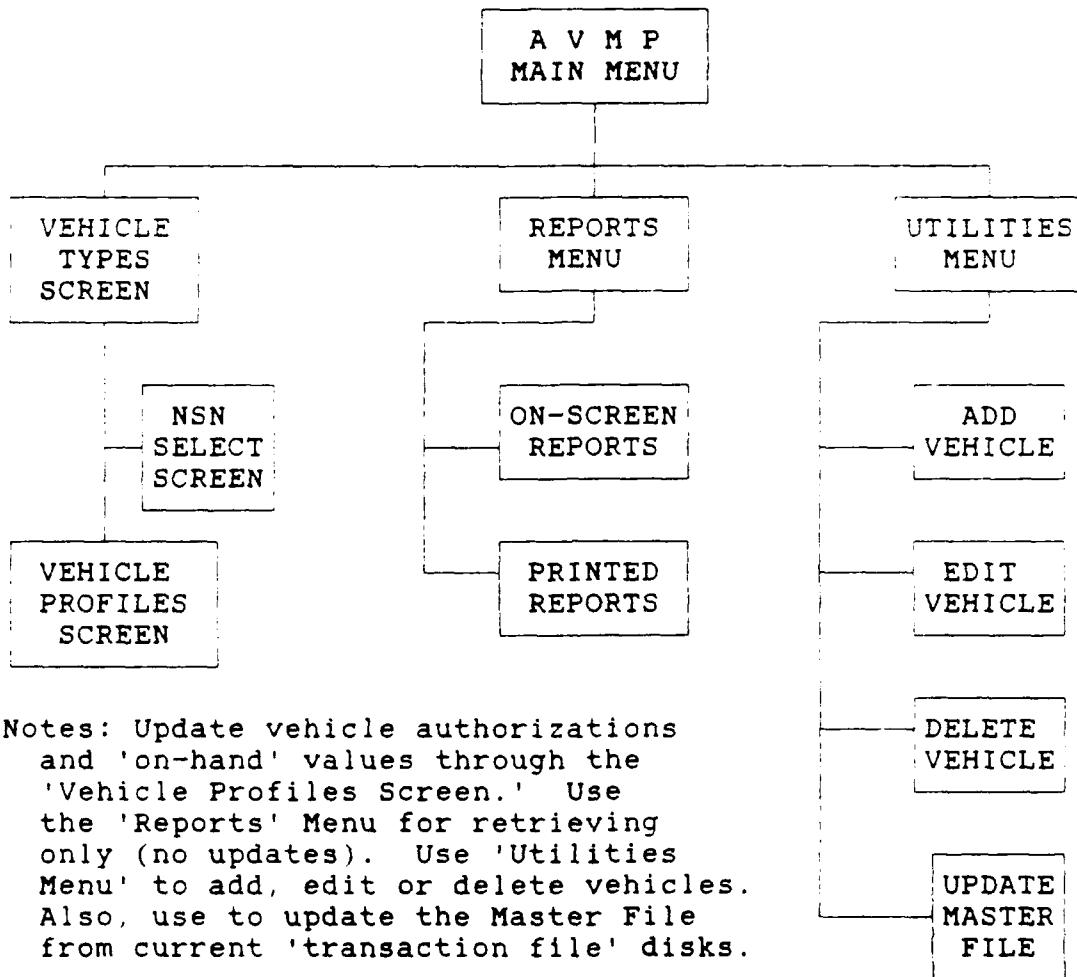 A V M P
MAIN MENU
VEHICLE
TYPES
SCREEN
REPORTS
MENU
UTILITIES
MENU
NSN
SELECT
SCREEN
ON-SCREEN
REPORTS
ADD
VEHICLE
VEHICLE
PROFILES
SCREEN
PRINTED
REPORTS
EDIT
VEHICLE
DELETE
VEHICLE
UPDATE
MASTER
FILE
Notes: Update vehicle authorizations
and 'on-hand' values through the
'Vehicle Profiles Screen.' Use
the 'Reports' Menu for retrieving
only (no updates). Use 'Utilities
Menu' to add, edit or delete vehicles.
Also, use to update the Master File
from current 'transaction file' disks.